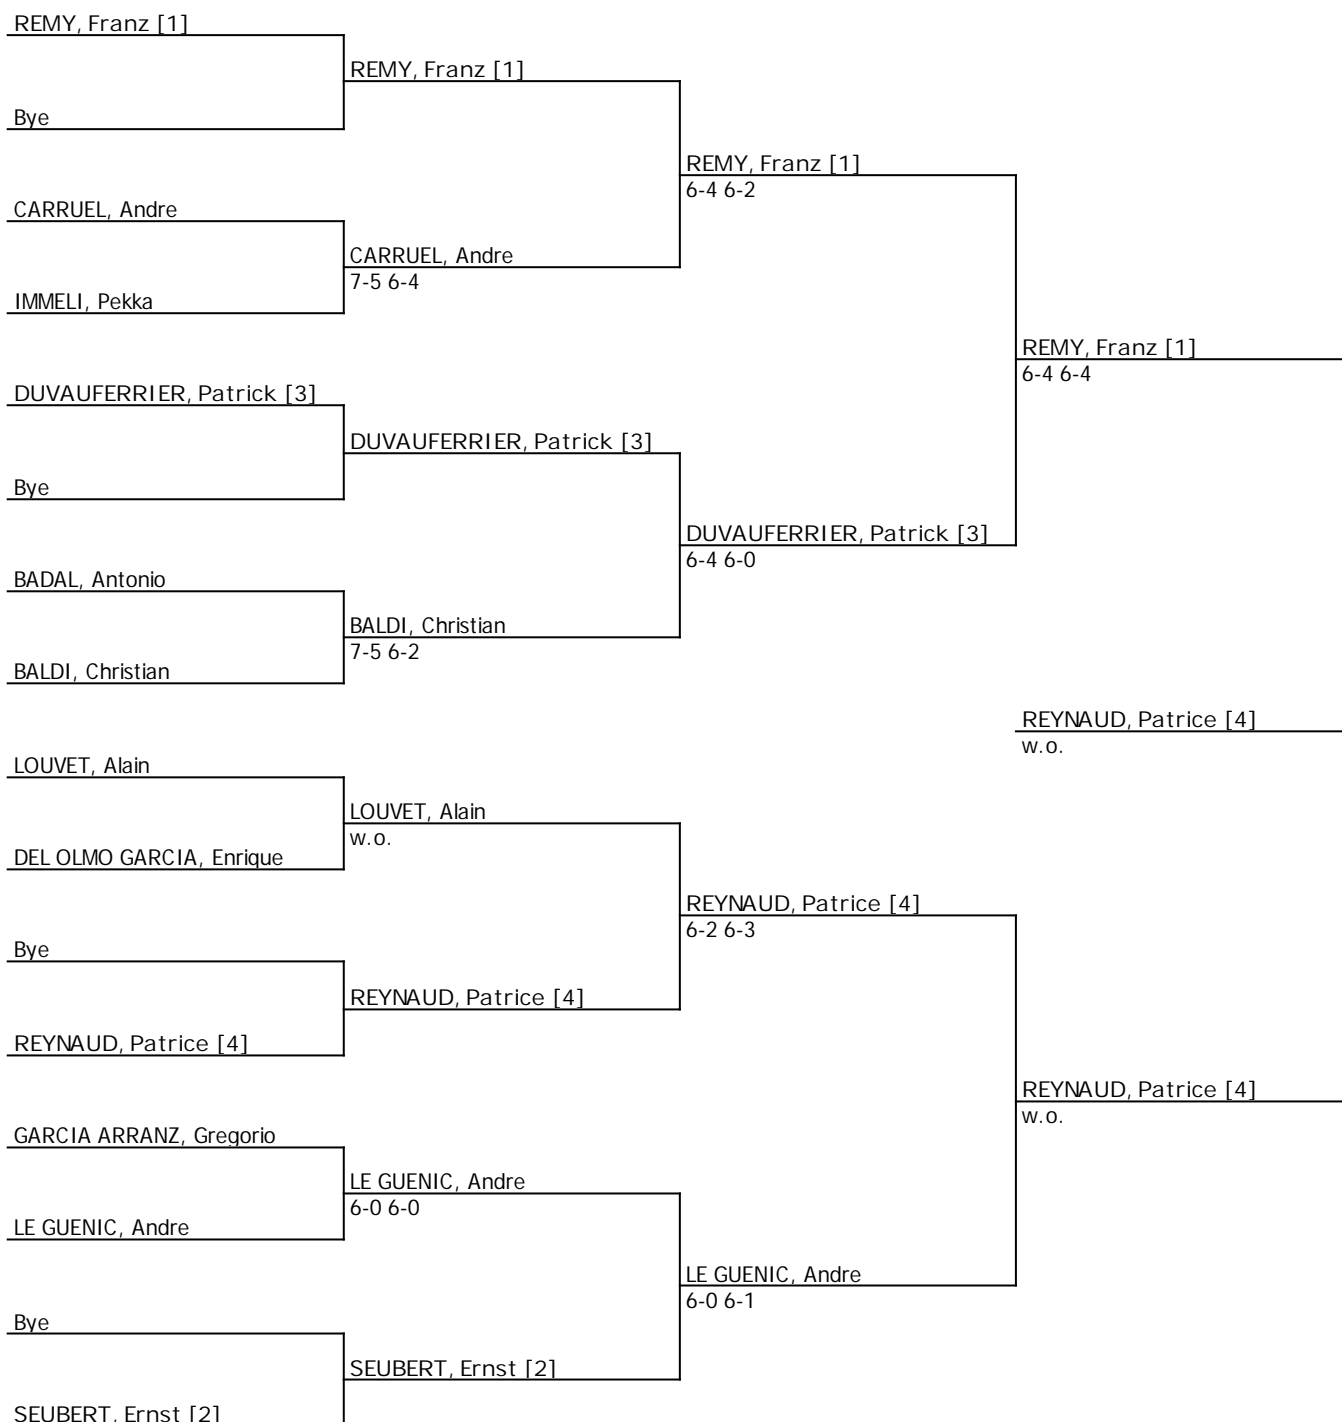 REMY, Franz [1]
Bye
CARRUEL, Andre
IMMELI, Pekka
DUVAUFERRIER, Patrick [3]
Bye
BADAL, Antonio
BALDI, Christian
LOUVET, Alain
DEL OLMO GARCIA, Enrique
Bye
REYNAUD, Patrice [4]
GARCIA ARRANZ, Gregorio
LE GUENIC, Andre
Bye
SEUBERT, Ernst [2]
REMY, Franz [1]
CARRUEL, Andre
7-5 6-4
DUVAUFERRIER, Patrick [3]
BALDI, Christian
7-5 6-2
LOUVET, Alain
w.o.
REYNAUD, Patrice [4]
LE GUENIC, Andre
6-0 6-0
SEUBERT, Ernst [2]
REMY, Franz [1]
6-4 6-2
DUVAUFERRIER, Patrick [3]
6-4 6-0
REYNAUD, Patrice [4]
6-2 6-3
LE GUENIC, Andre
6-0 6-1
REMY, Franz [1]
6-4 6-4
REYNAUD, Patrice [4]
w.o.
REYNAUD, Patrice [4]
w.o.